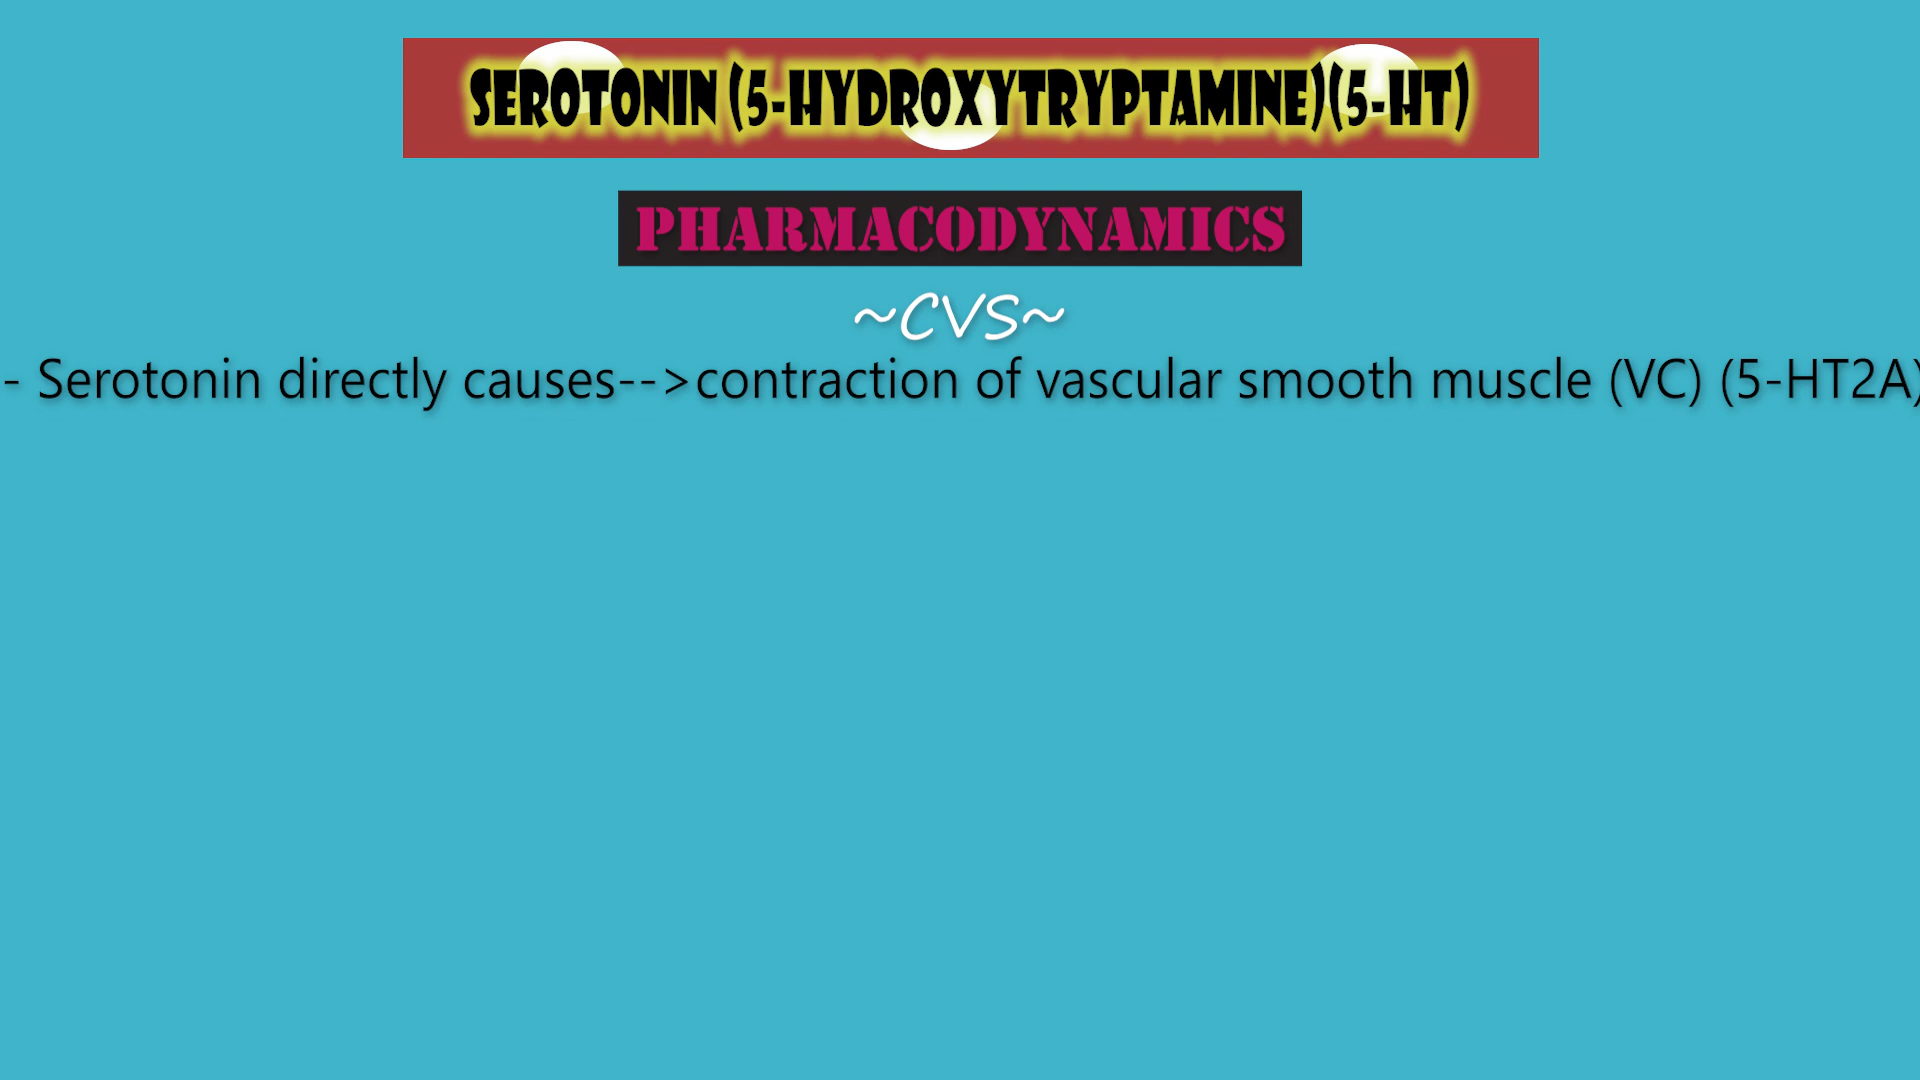 SEROTONIN (5-HYDROXYTRYPTAMINE)(5-HT)
PHARMACODYNAMICS
~CVS~
- Serotonin directly causes-->contraction of vascular smooth muscle (VC) (5-HT2A)